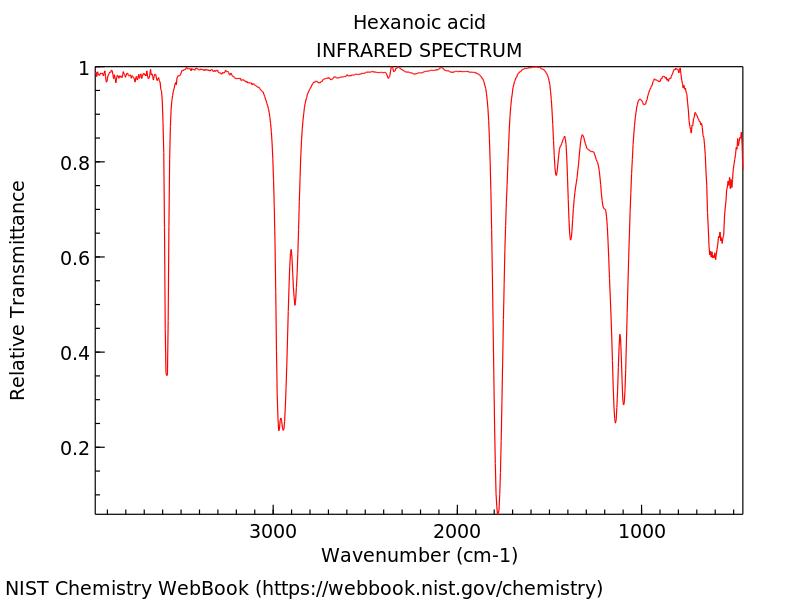 Hexanoic acid
INFRARED SPECTRUM
1
0.8
0.6
0.4
0.2
Relative Transmittance
3000 2000 1000
Wavenumber (cm-1)
NIST Chemistry WebBook (https://webbook.nist.gov/chemistry)